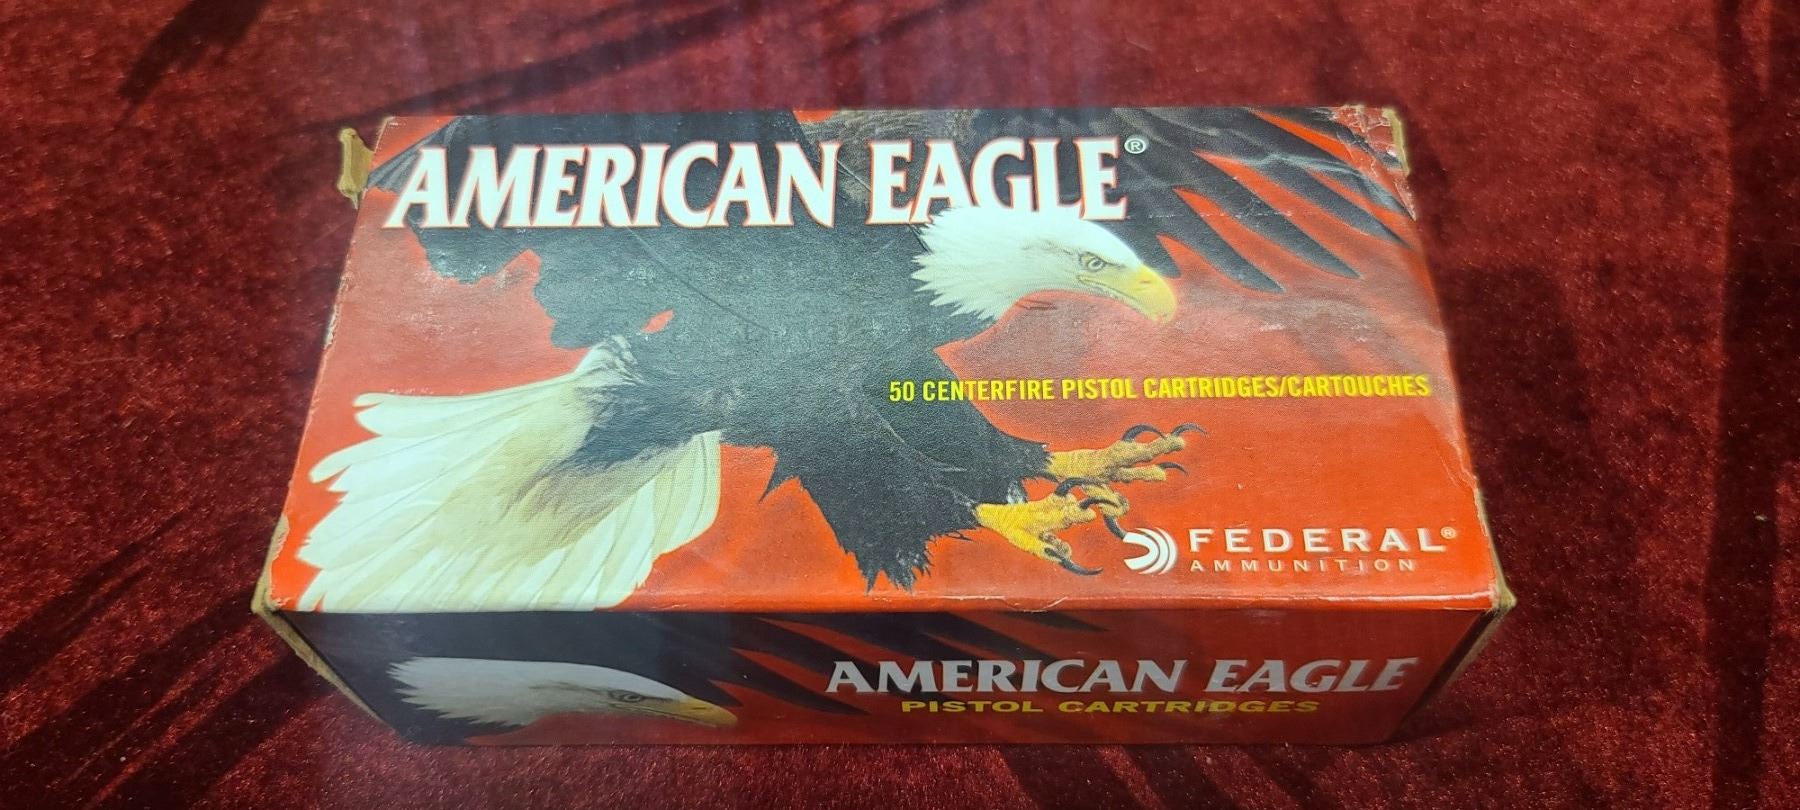 AMERICAN EAGLE®
50 CENTERFIRE PISTOL CARTRIDGES/CARTOUCHES
FEDERAL®
AMMUNITION
AMERICAN EAGLE
PISTOL CARTRIDGES